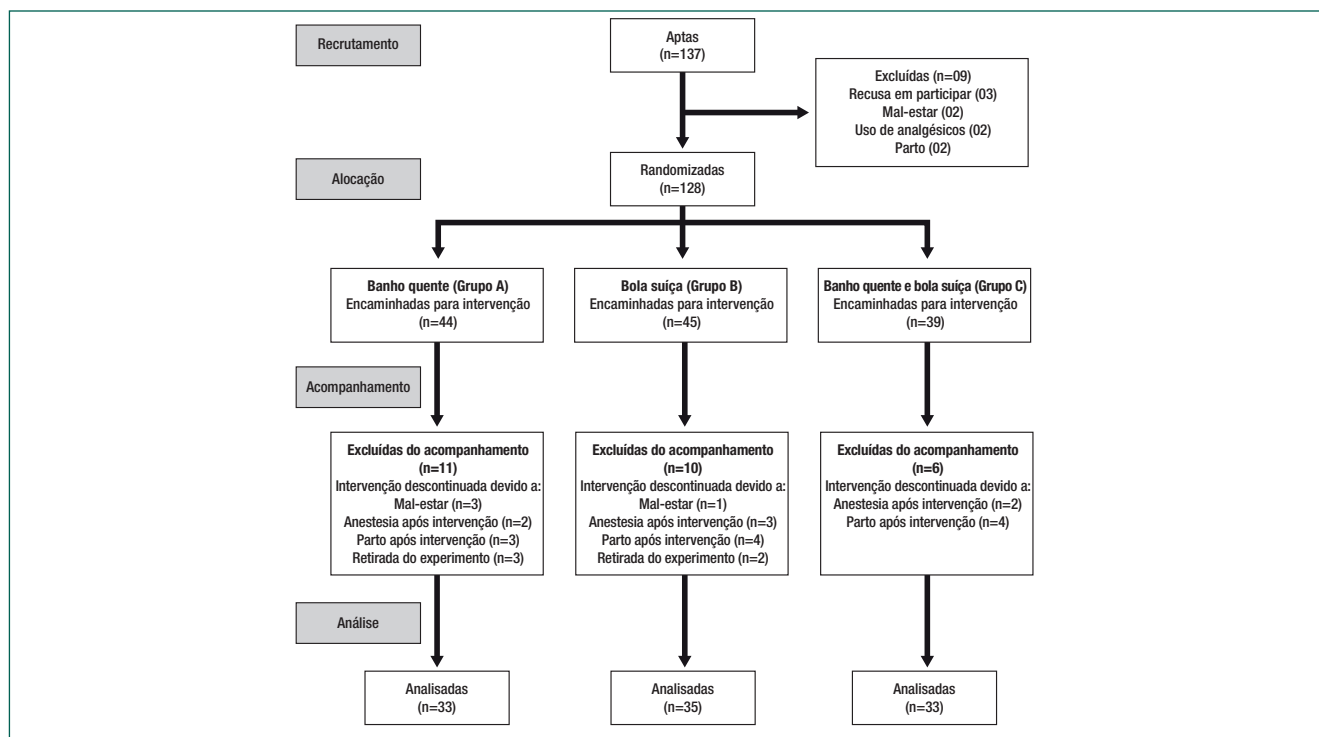 Recrutamento
Aptas
(n=137)
Excluídas (n=09)
Recusa em participar (03)
Mal-estar (02)
Uso de analgésicos (02)
Parto (02)
Alocação
Randomizadas
(n=128)
Banho quente (Grupo A)
Encaminhadas para intervenção
(n=44)
Bola suíça (Grupo B)
Encaminhadas para intervenção
(n=45)
Banho quente e bola suíça (Grupo C)
Encaminhadas para intervenção
(n=39)
Acompanhamento
Excluídas do acompanhamento
(n=11)
Intervenção descontinuada devido a:
Mal-estar (n=3)
Anestesia após intervenção (n=2)
Parto após intervenção (n=3)
Retirada do experimento (n=3)
Excluídas do acompanhamento
(n=10)
Intervenção descontinuada devido a:
Mal-estar (n=1)
Anestesia após intervenção (n=3)
Parto após intervenção (n=4)
Retirada do experimento (n=2)
Excluídas do acompanhamento
(n=6)
Intervenção descontinuada devido a:
Anestesia após intervenção (n=2)
Parto após intervenção (n=4)
Análise
Analisadas
(n=33)
Analisadas
(n=35)
Analisadas
(n=33)